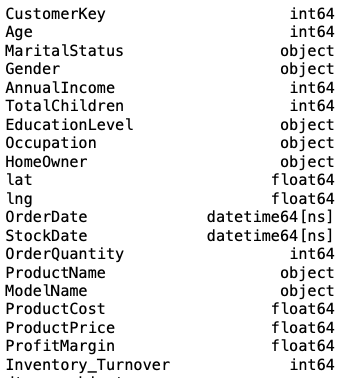 CustomerKey int64
Age int64
MaritalStatus object
Gender object
AnnualIncome int64
TotalChildren int64
EducationLevel object
Occupation object
HomeOwner object
lat float64
lng float64
OrderDate datetime64[ns]
StockDate datetime64[ns]
OrderQuantity int64
ProductName object
ModelName object
ProductCost float64
ProductPrice float64
ProfitMargin float64
Inventory_Turnover int64